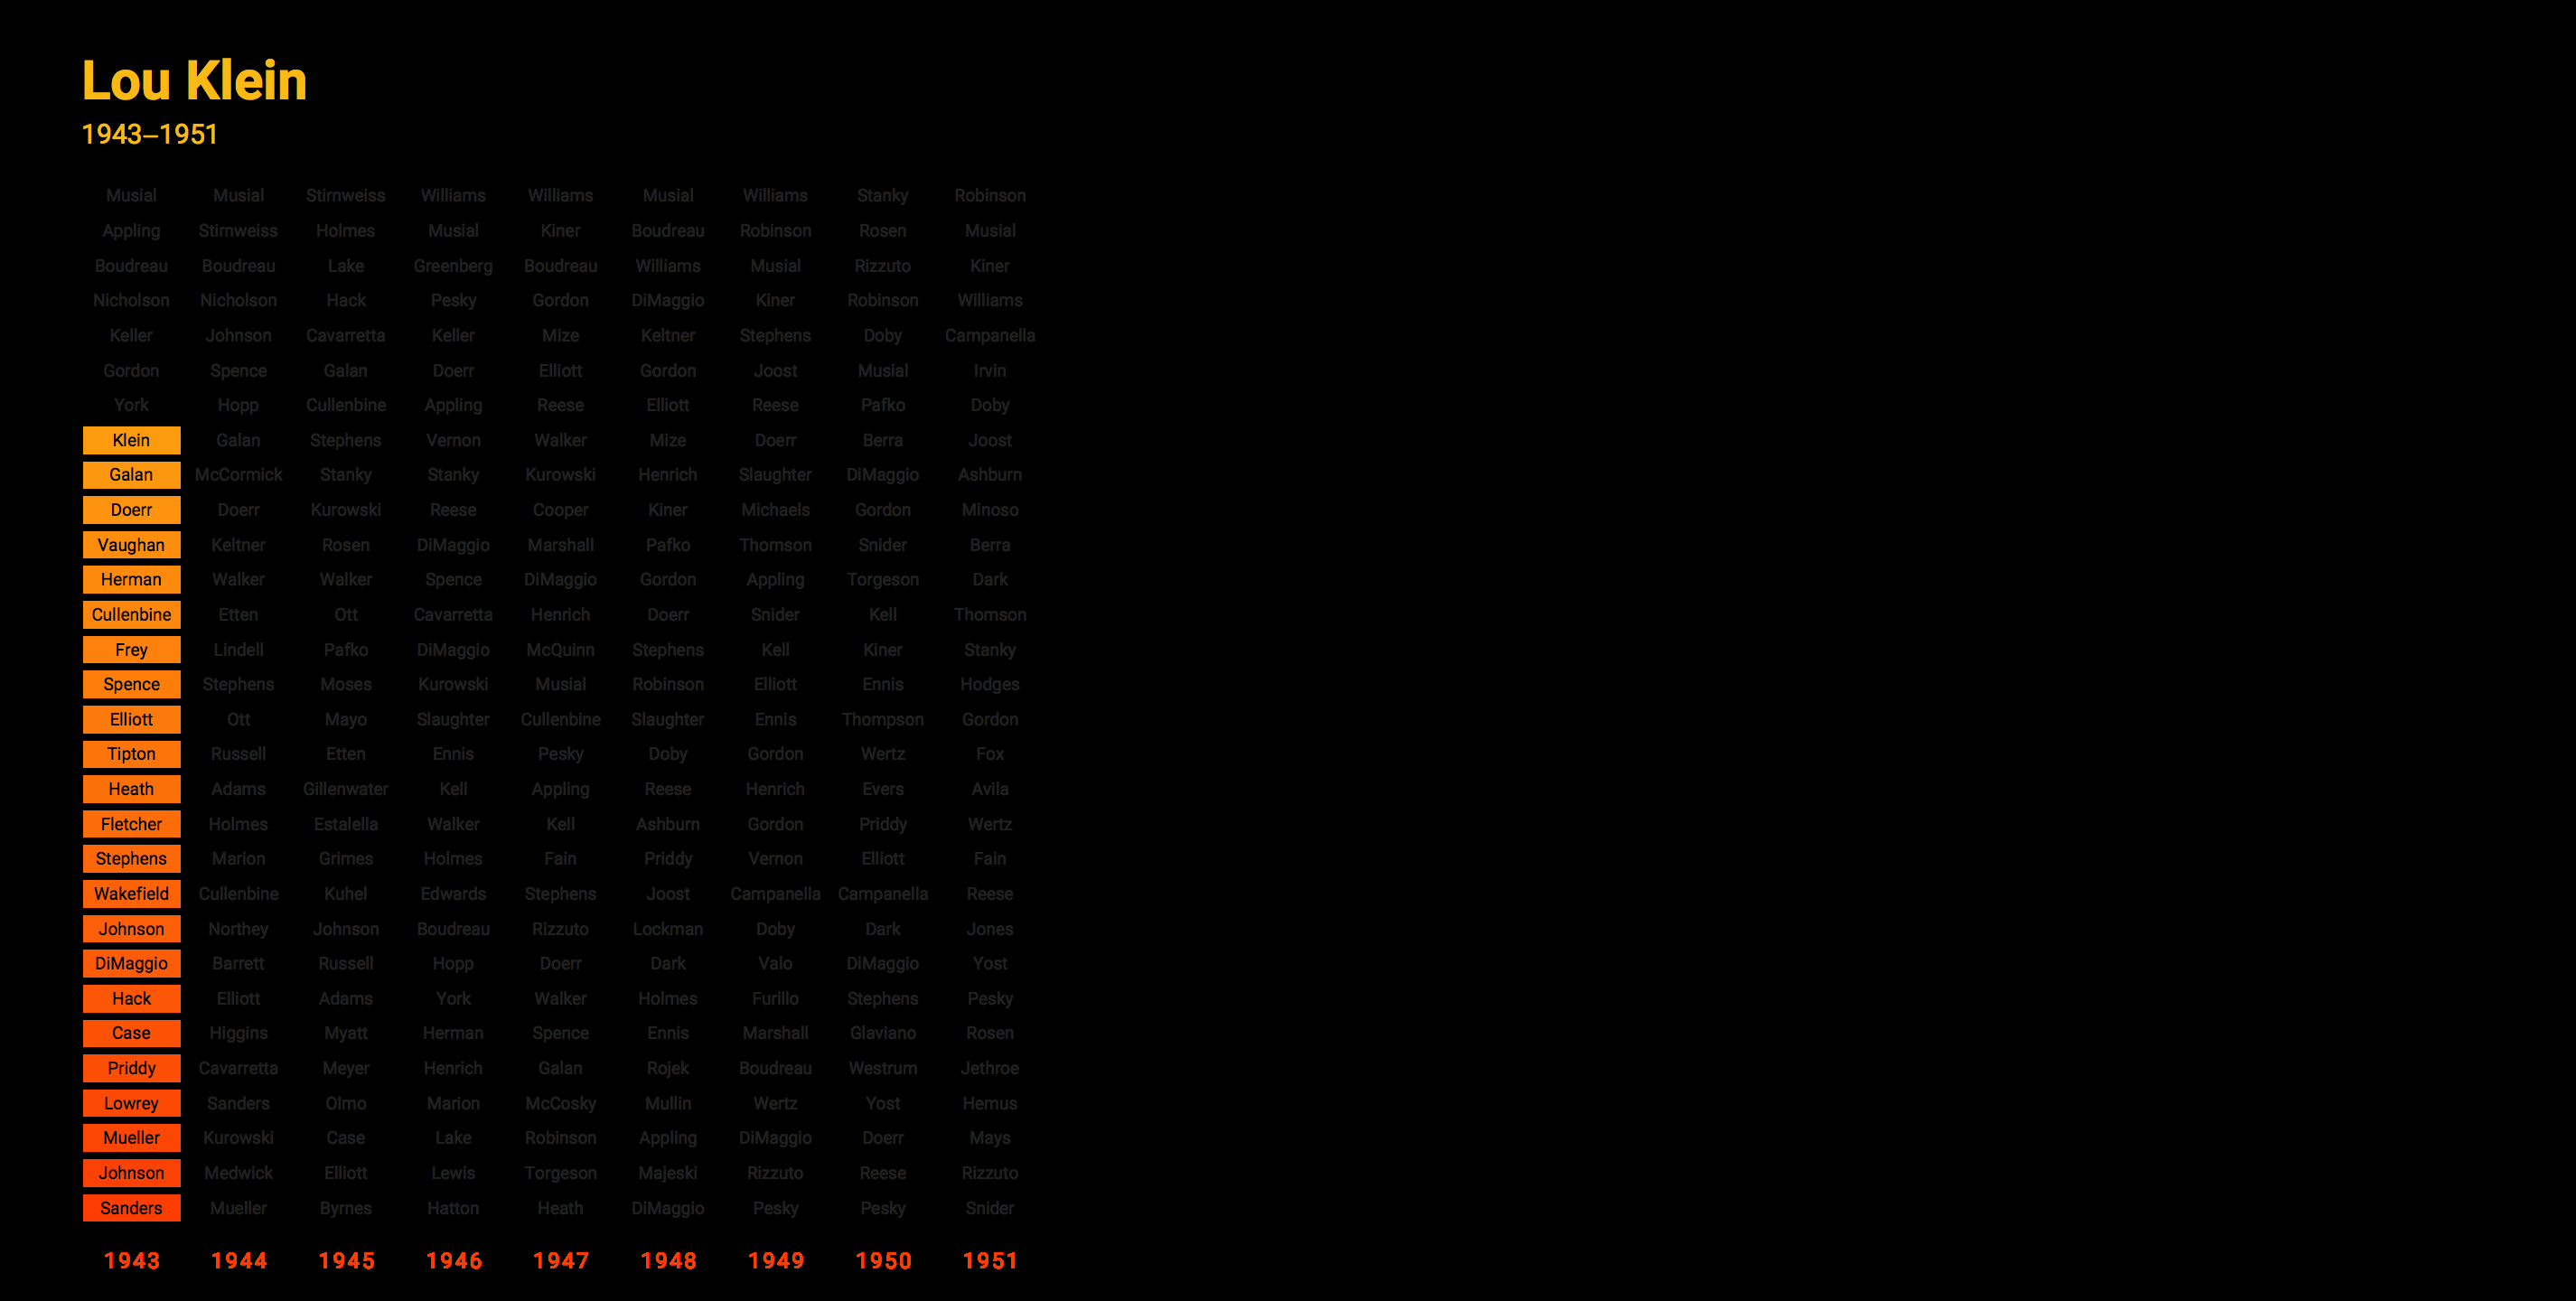 Lou Klein
1943–1951
Musial Musial Stirnweiss Williams Williams Musial Williams Stanky Robinson
Appling Stirnweiss Holmes Musial Kiner Boudreau Robinson Rosen Musial
Boudreau Boudreau Lake Greenberg Boudreau Williams Musial Rizzuto Kiner
Nicholson Nicholson Hack Pesky Gordon DiMaggio Kiner Robinson Williams
Keller Johnson Cavarretta Keller Mize Keltner Stephens Doby Campanella
Gordon Spence Galan Doerr Elliott Gordon Joost Musial Irvin
York Hopp Cullenbine Appling Reese Elliott Reese Pafko Doby
Klein Galan Stephens Vernon Walker Mize Doerr Berra Joost
Galan McCormick Stanky Stanky Kurowski Henrich Slaughter DiMaggio Ashburn
Doerr Doerr Kurowski Reese Cooper Kiner Michaels Gordon Minoso
Vaughan Keltner Rosen DiMaggio Marshall Pafko Thomson Snider Berra
Herman Walker Walker Spence DiMaggio Gordon Appling Torgeson Dark
Cullenbine Etten Ott Cavarretta Henrich Doerr Snider Kell Thomson
Frey Lindell Pafko DiMaggio McQuinn Stephens Kell Kiner Stanky
Spence Stephens Moses Kurowski Musial Robinson Elliott Ennis Hodges
Elliott Ott Mayo Slaughter Cullenbine Slaughter Ennis Thompson Gordon
Tipton Russell Etten Ennis Pesky Doby Gordon Wertz Fox
Heath Adams Gillenwater Kell Appling Reese Henrich Evers Avila
Fletcher Holmes Estalella Walker Kell Ashburn Gordon Priddy Wertz
Stephens Marion Grimes Holmes Fain Priddy Vernon Elliott Fain
Wakefield Cullenbine Kuhel Edwards Stephens Joost Campanella Campanella Reese
Johnson Northey Johnson Boudreau Rizzuto Lockman Doby Dark Jones
DiMaggio Barrett Russell Hopp Doerr Dark Valo DiMaggio Yost
Hack Elliott Adams York Walker Holmes Furillo Stephens Pesky
Case Higgins Myatt Herman Spence Ennis Marshall Glaviano Rosen
Priddy Cavarretta Meyer Henrich Galan Rojek Boudreau Westrum Jethroe
Lowrey Sanders Olmo Marion McCosky Mullin Wertz Yost Hemus
Mueller Kurowski Case Lake Robinson Appling DiMaggio Doerr Mays
Johnson Medwick Elliott Lewis Torgeson Majeski Rizzuto Reese Rizzuto
Sanders Mueller Byrnes Hatton Heath DiMaggio Pesky Pesky Snider
1943 1944 1945 1946 1947 1948 1949 1950 1951